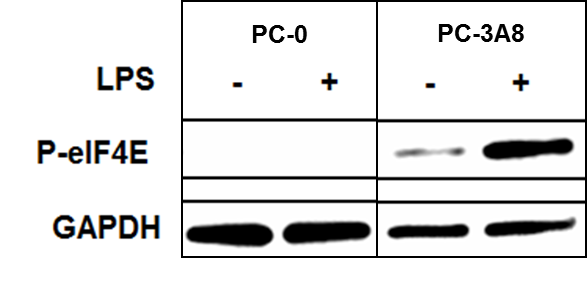 PC-0 PC-3A8
LPS - + - +
P-eIF4E
GAPDH